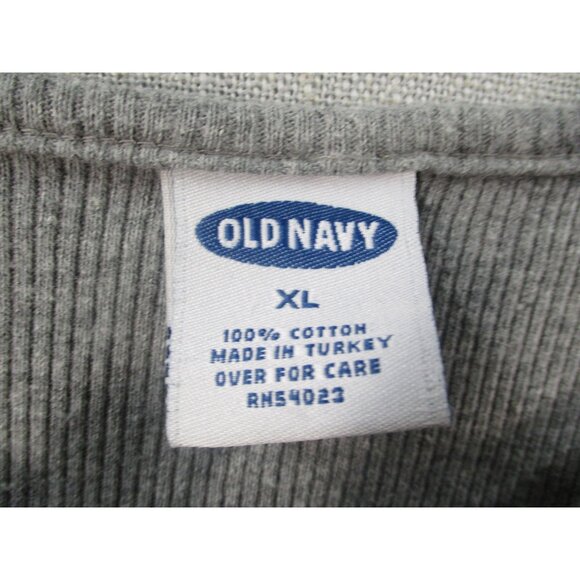 OLD NAVY
XL
100% COTTON
MADE IN TURKEY
OVER FOR CARE
RN54023